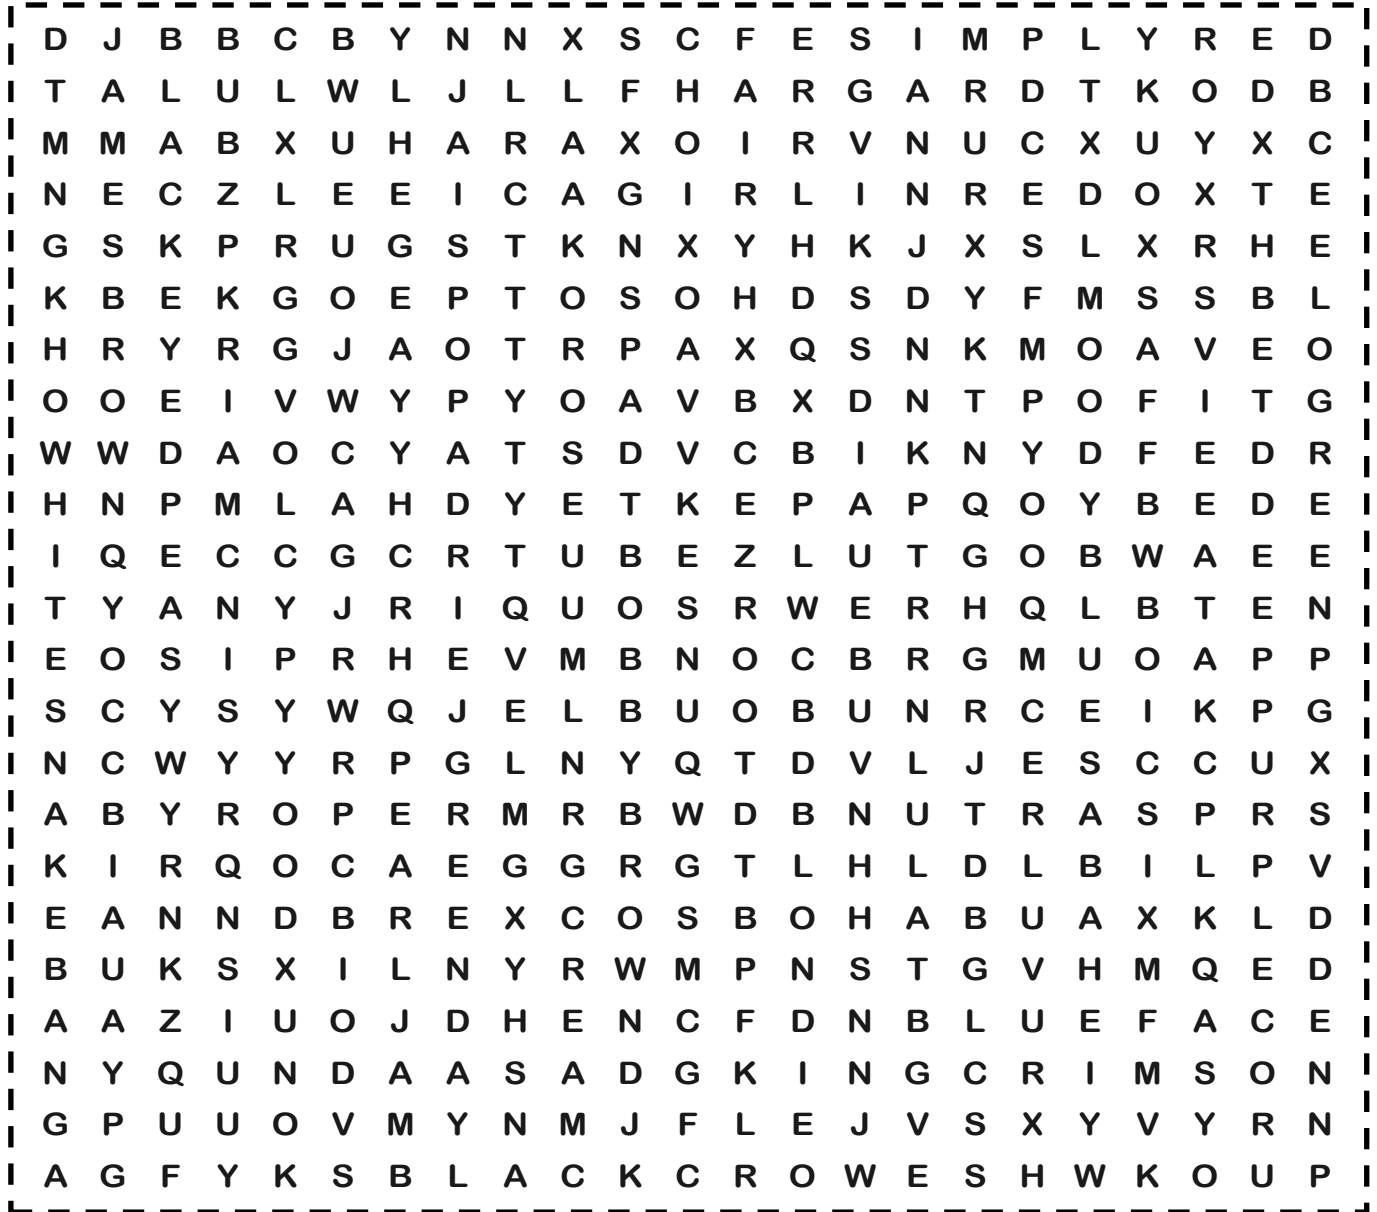 D J B B C B Y N N X S C F E S I M P L Y R E D
T A L U L W L J L L F H A R G A R D T K O D B
M M A B X U H A R A X O I R V N U C X U Y X C
N E C Z L E E I C A G I R L I N R E D O X T E
G S K P R U G S T K N X Y H K J X S L X R H E
K B E K G O E P T O S O H D S D Y F M S S B L
H R Y R G J A O T R P A X Q S N K M O A V E O
O O E I V W Y P Y O A V B X D N T P O F I T G
W W D A O C Y A T S D V C B I K N Y D F E D R
H N P M L A H D Y E T K E P A P Q O Y B E D E
I Q E C C G C R T U B E Z L U T G O B W A E E
T Y A N Y J R I Q U O S R W E R H Q L B T E N
E O S I P R H E V M B N O C B R G M U O A P P
S C Y S Y W Q J E L B U O B U N R C E I K P G
N C W Y Y R P G L N Y Q T D V L J E S C C U X
A B Y R O P E R M R B W D B N U T R A S P R S
K I R Q O C A E G G R G T L H L D L B I L P V
E A N N D B R E X C O S B O H A B U A X K L D
B U K S X I L N Y R W M P N S T G V H M Q E D
A A Z I U O J D H E N C F D N B L U E F A C E
N Y Q U N D A A S A D G K I N G C R I M S O N
G P U U O V M Y N M J F L E J V S X Y V Y R N
A G F Y K S B L A C K C R O W E S H W K O U P